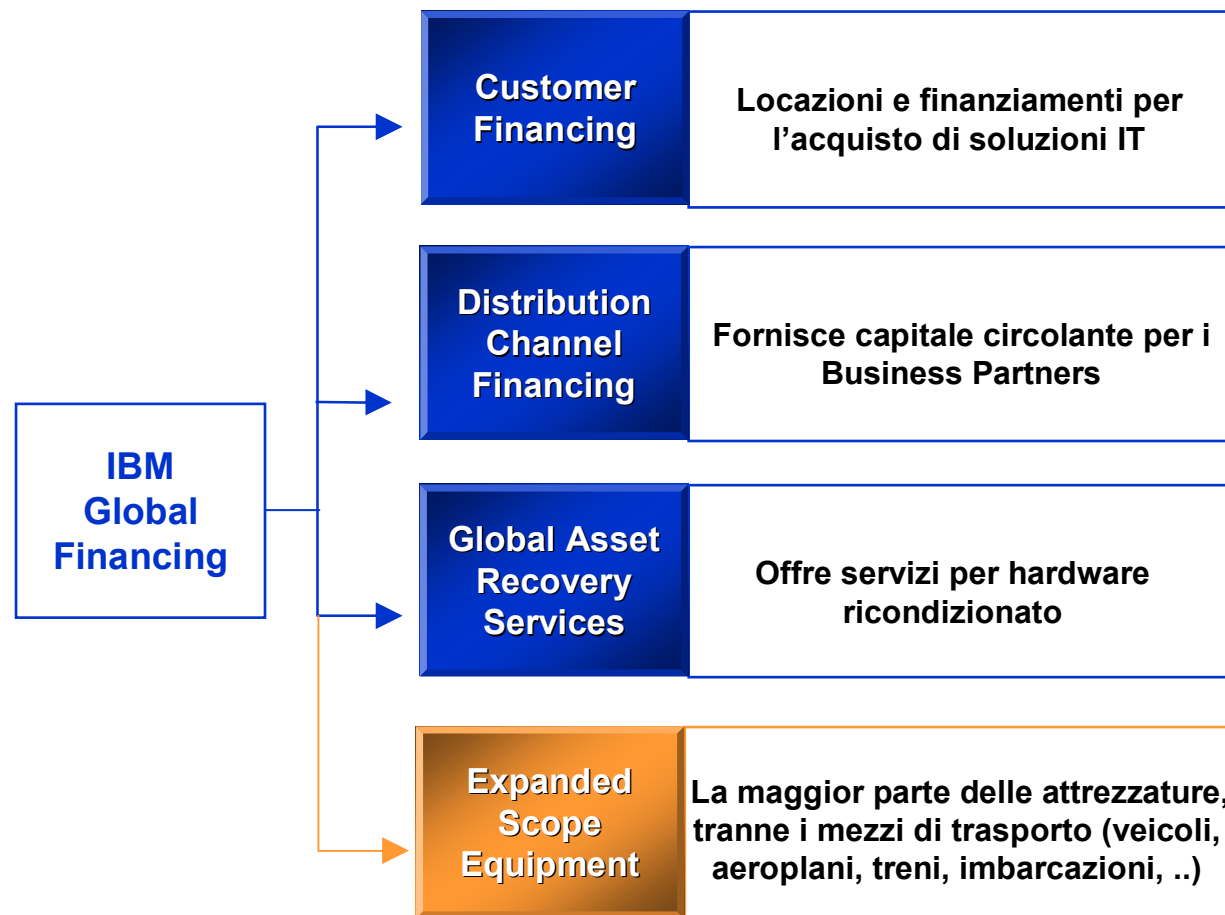 Customer
Financing
Locazioni e finanziamenti per
l'acquisto di soluzioni IT
Distribution
Channel
Financing
Fornisce capitale circolante per i
Business Partners
IBM
Global
Financing
Global Asset
Recovery
Services
Offre servizi per hardware
ricondizionato
Expanded
Scope
Equipment
La maggior parte delle attrezzature,
tranne i mezzi di trasporto (veicoli,
aeroplani, treni, imbarcazioni, ..)